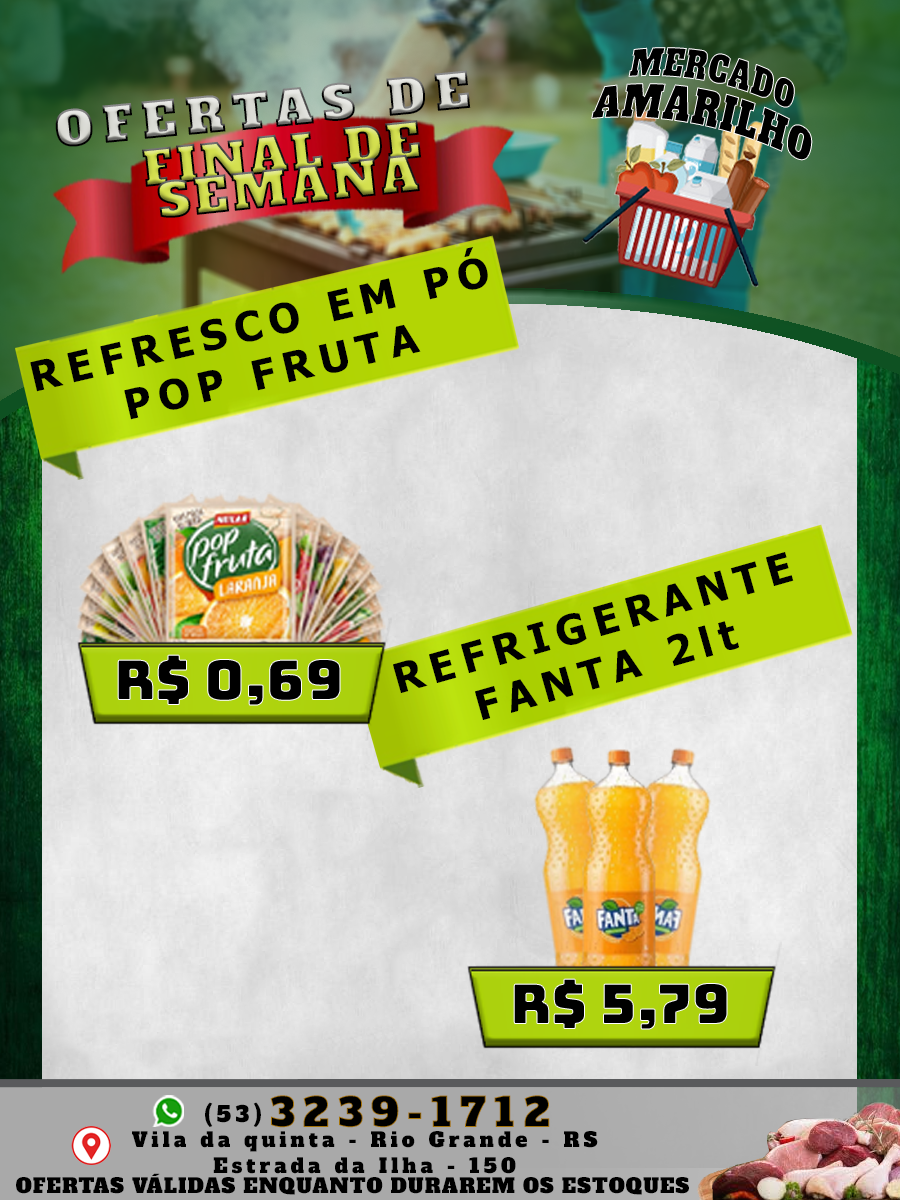 OFERTAS DE
FINAL DE
SEMANA
MERCADO
AMARILHO
REFRESCO EM PÓ
POP FRUTA
pop
fruta
LARANJA
R$ 0,69
REFRIGERANTE
FANTA 2lt
FANTA
R$ 5,79
(53) 3239-1712
Vila da quinta - Rio Grande - RS
Estrada da Ilha - 150
OFERTAS VÁLIDAS ENQUANTO DURAREM OS ESTOQUES